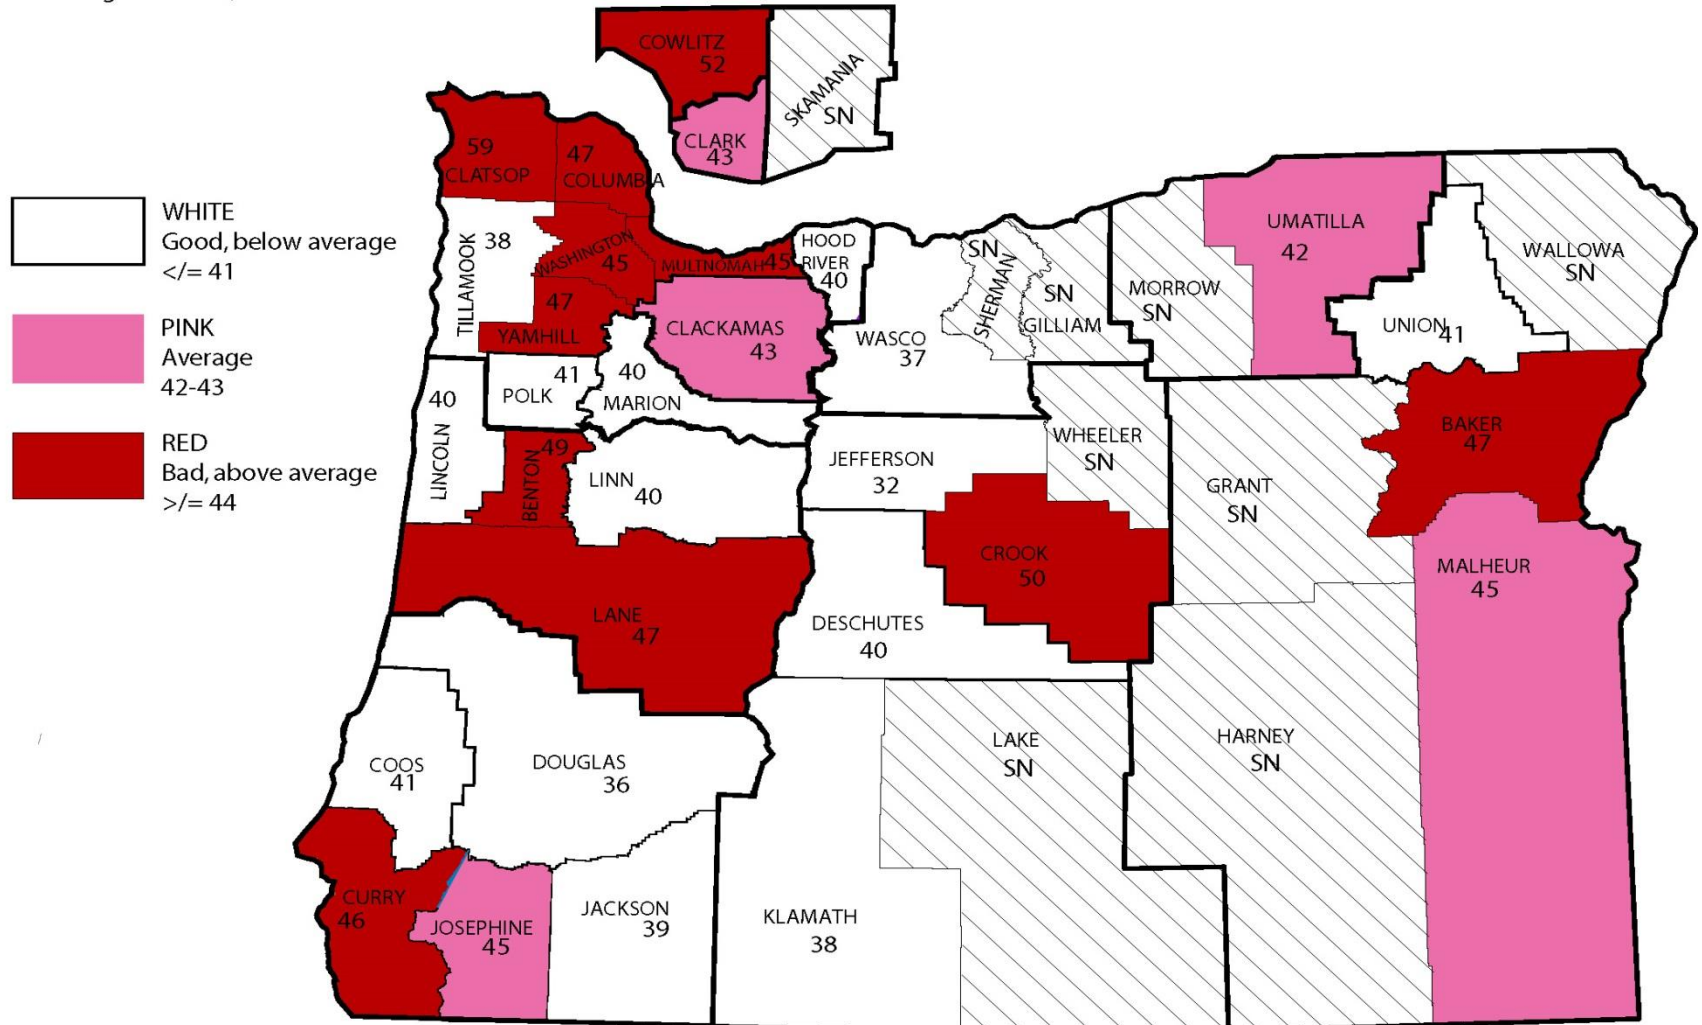 WHITE
Good, below average
</= 41
PINK
Average
42-43
RED
Bad, above average
>/= 44
COWLITZ
52
SKAMANIA
SN
CLARK
43
59
CLATSOP
47
COLUMBIA
TILLAMOOK
38
WASHINGTON
45
MULTNOMAH 45
HOOD
RIVER
40
47
YAMHILL
CLACKAMAS
43
WASCO
37
SN
SHERMAN
SN
GILLIAM
MORROW
SN
UMATILLA
42
UNION
41
WALLOWA
SN
40
LINCOLN
41
POLK
40
MARION
49
BENTON
LINN
40
JEFFERSON
32
WHEELER
SN
GRANT
SN
BAKER
47
CROOK
50
MALHEUR
45
LANE
47
DESCHUTES
40
COOS
41
DOUGLAS
36
LAKE
SN
HARNEY
SN
CURRY
46
JOSEPHINE
45
JACKSON
39
KLAMATH
38